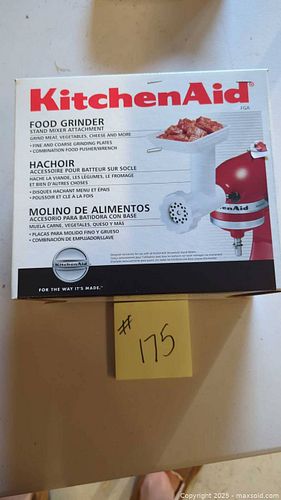 KitchenAid®
FGA
FOOD GRINDER
STAND MIXER ATTACHMENT
GRIND MEAT, VEGETABLES, CHEESE AND MORE
• FINE AND COARSE GRINDING PLATES
• COMBINATION FOOD PUSHER/WRENCH
HACHOIR
ACCESSOIRE POUR BATTEUR SUR SOCLE
HACHE LA VIANDE, LES LÉGUMES, LE FROMAGE
ET BIEN D'AUTRES CHOSES
• DISQUES HACHANT MENU ET ÉPAIS
• POUSSOIR ET CLÉ À LA FOIS
MOLINO DE ALIMENTOS
ACCESORIO PARA BATIDORA CON BASE
MUELA CARNE, VEGETALES, QUESO Y MAS
• PLACAS PARA MOLIDO FINO Y GRUESO
• COMBINACIÓN DE EMPUJADOR/LLAVE
KitchenAid
KitchenAid
FOR THE WAY IT'S MADE.™
# 175
© Copyright 2025 - maxsold.com